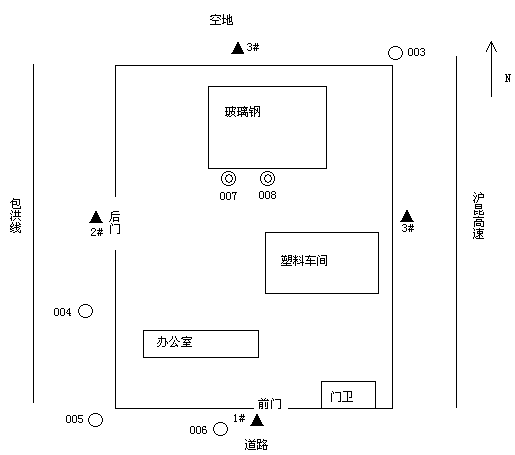 空地
3#
003
N
玻璃钢
007
008
包洪线
后门
2#
3#
沪昆高速
塑料车间
004
办公室
门卫
前门
005
006
1#
道路